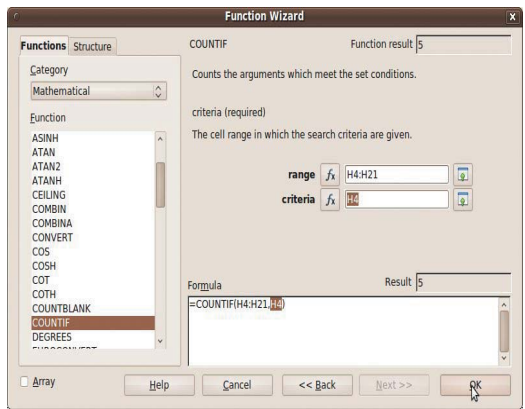 Function Wizard
x
Functions Structure
COUNTIF
Function result 5
Category
Mathematical
Counts the arguments which meet the set conditions.
Function
ASINH
ATAN
ATAN2
ATANH
CEILING
COMBIN
COMBINA
CONVERT
COS
COSH
COT
COTH
COUNTBLANK
COUNTIF
DEGREES
EUROCONVERT
criteria (required)
The cell range in which the search criteria are given.
range fx H4:H21
criteria fx H4
Formula
Result 5
=COUNTIF(H4:H21,H4)
Array
Help
Cancel
<< Back
Next >>
OK